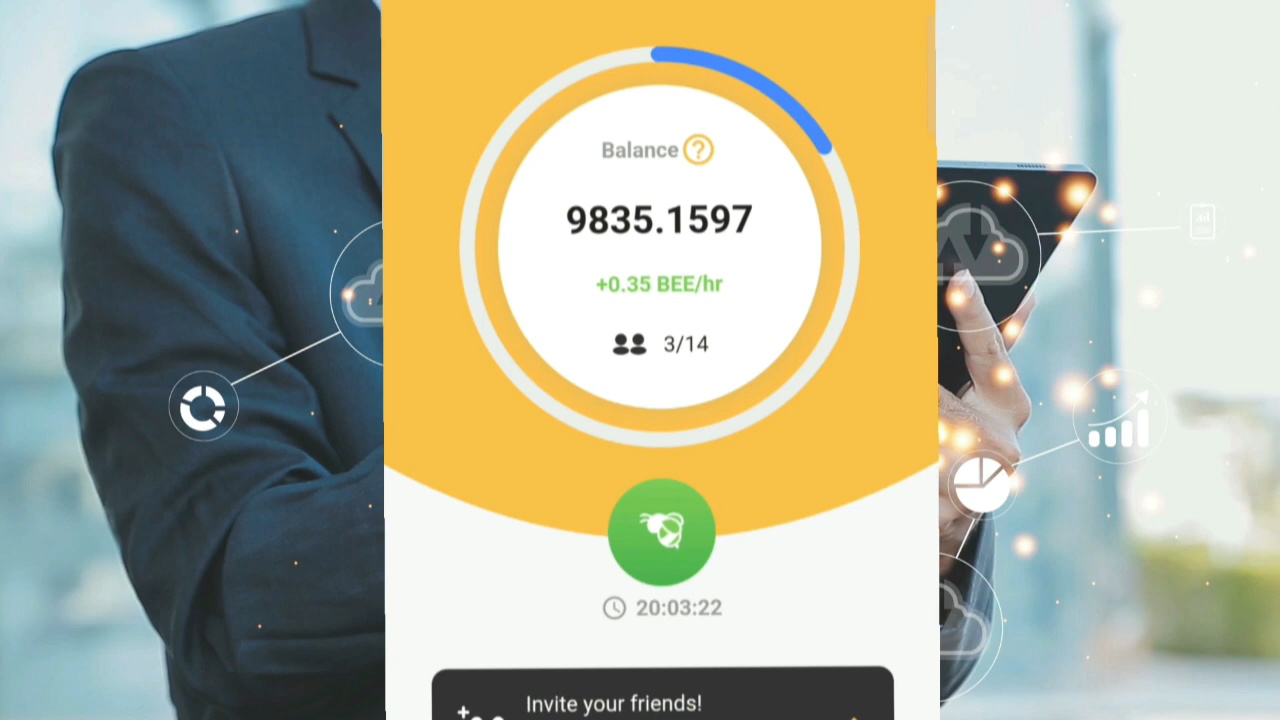 Balance ?
9835.1597
+0.35 BEE/hr
3/14
20:03:22
Invite your friends!